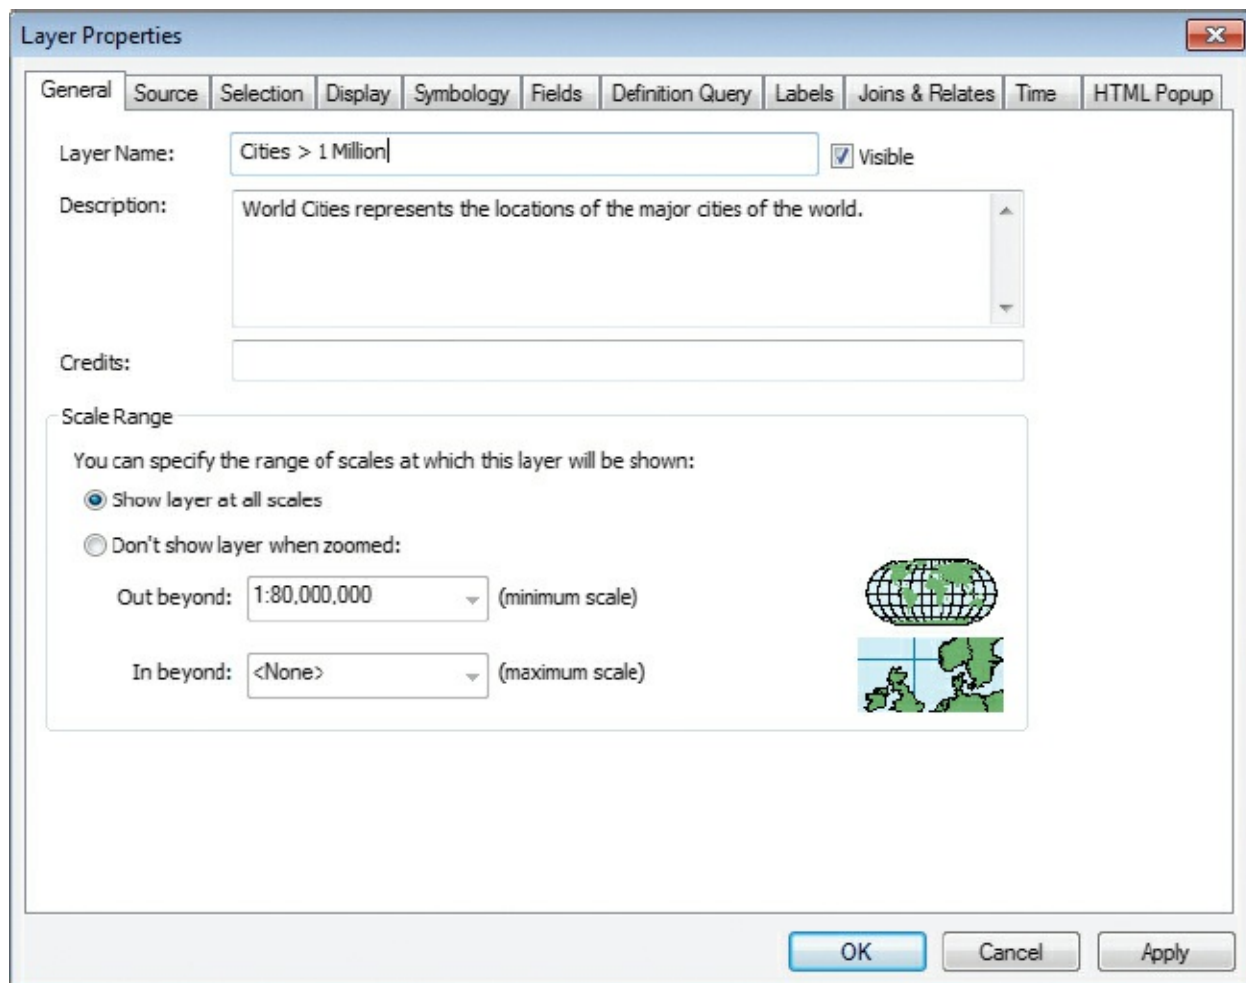 Layer Properties
General Source Selection Display Symbology Fields Definition Query Labels Joins & Relates Time HTML Popup
Layer Name: Cities > 1 Million Visible
Description: World Cities represents the locations of the major cities of the world.
Credits:
Scale Range
You can specify the range of scales at which this layer will be shown:
Show layer at all scales
Don't show layer when zoomed:
Out beyond: 1:80,000,000 (minimum scale)
In beyond: <None> (maximum scale)
OK Cancel Apply